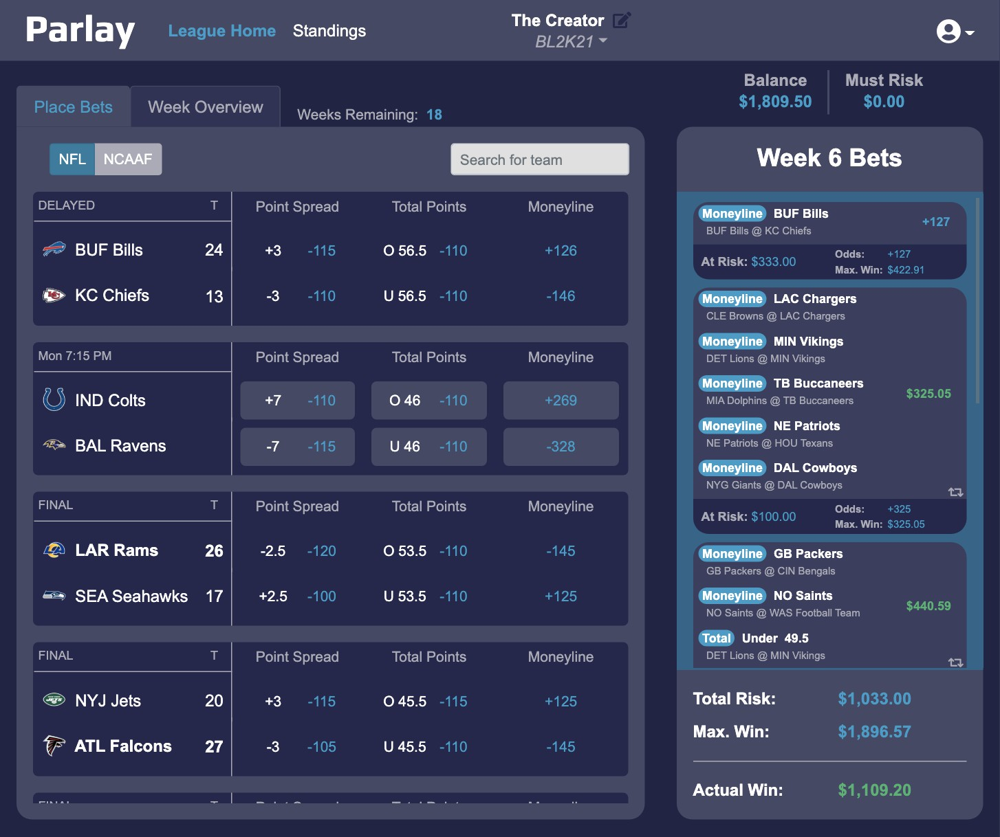 Parlay
League Home
Standings
The Creator
BL2K21
Place Bets
Week Overview
Weeks Remaining: 18
Balance
$1,809.50
Must Risk
$0.00
NFL
NCAAF
Search for team
DELAYED T Point Spread Total Points Moneyline
BUF Bills 24 +3 -115 O 56.5 -110 +126
KC Chiefs 13 -3 -110 U 56.5 -110 -146
Mon 7:15 PM Point Spread Total Points Moneyline
IND Colts +7 -110 O 46 -110 +269
BAL Ravens -7 -115 U 46 -110 -328
FINAL T Point Spread Total Points Moneyline
LAR Rams 26 -2.5 -120 O 53.5 -110 -145
SEA Seahawks 17 +2.5 -100 U 53.5 -110 +125
FINAL T Point Spread Total Points Moneyline
NYJ Jets 20 +3 -115 O 45.5 -115 +125
ATL Falcons 27 -3 -105 U 45.5 -110 -145
Week 6 Bets
Moneyline BUF Bills
BUF Bills @ KC Chiefs
+127
At Risk: $333.00
Odds: +127
Max. Win: $422.91
Moneyline LAC Chargers
CLE Browns @ LAC Chargers
Moneyline MIN Vikings
DET Lions @ MIN Vikings
Moneyline TB Buccaneers
MIA Dolphins @ TB Buccaneers
$325.05
Moneyline NE Patriots
NE Patriots @ HOU Texans
Moneyline DAL Cowboys
NYG Giants @ DAL Cowboys
At Risk: $100.00
Odds: +325
Max. Win: $325.05
Moneyline GB Packers
GB Packers @ CIN Bengals
Moneyline NO Saints
NO Saints @ WAS Football Team
$440.59
Total Under 49.5
DET Lions @ MIN Vikings
Total Risk: $1,033.00
Max. Win: $1,896.57
Actual Win: $1,109.20